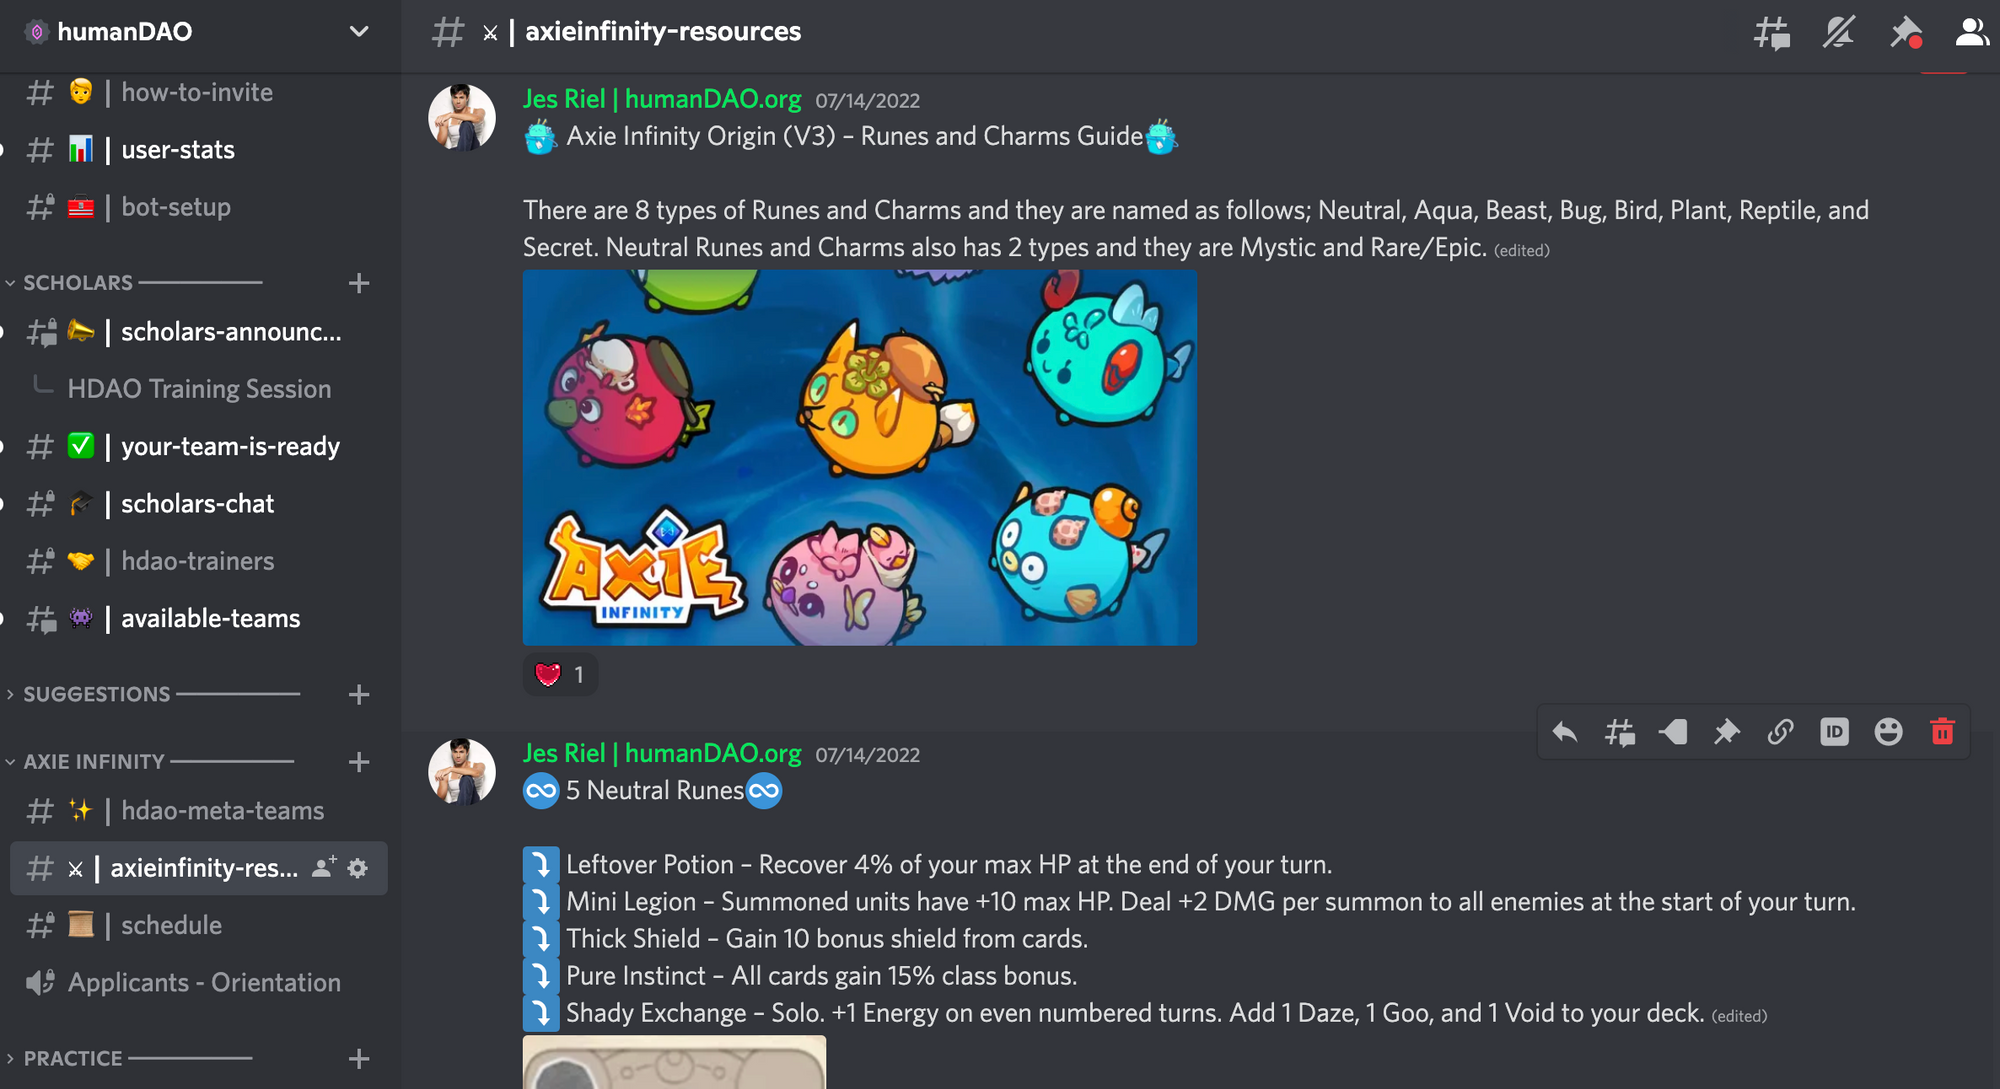 humanDAO
how-to-invite
user-stats
bot-setup
SCHOLARS
scholars-announc...
HDAO Training Session
your-team-is-ready
scholars-chat
hdao-trainers
available-teams
SUGGESTIONS
AXIE INFINITY
hdao-meta-teams
axieinfinity-res...
schedule
Applicants - Orientation
PRACTICE
axieinfinity-resources
Jes Riel | humanDAO.org 07/14/2022
Axie Infinity Origin (V3) – Runes and Charms Guide
There are 8 types of Runes and Charms and they are named as follows; Neutral, Aqua, Beast, Bug, Bird, Plant, Reptile, and
Secret. Neutral Runes and Charms also has 2 types and they are Mystic and Rare/Epic. (edited)
AXIE
INFINITY
1
ID
Jes Riel | humanDAO.org 07/14/2022
5 Neutral Runes
Leftover Potion – Recover 4% of your max HP at the end of your turn.
Mini Legion – Summoned units have +10 max HP. Deal +2 DMG per summon to all enemies at the start of your turn.
Thick Shield – Gain 10 bonus shield from cards.
Pure Instinct – All cards gain 15% class bonus.
Shady Exchange – Solo. +1 Energy on even numbered turns. Add 1 Daze, 1 Goo, and 1 Void to your deck. (edited)